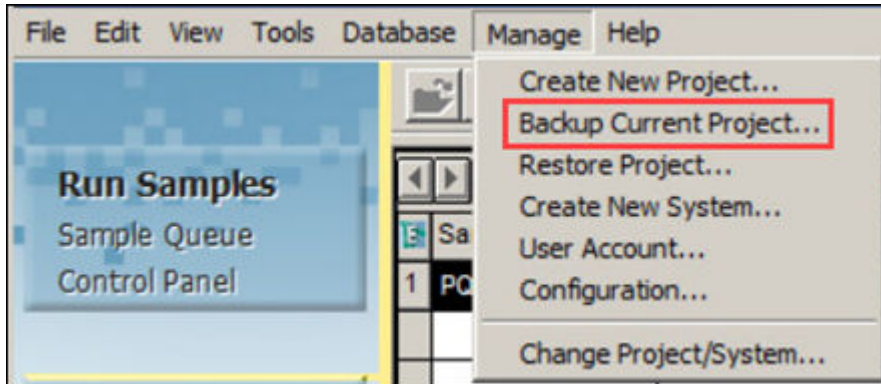 File Edit View Tools Database Manage Help
Create New Project...
Backup Current Project...
Restore Project...
Create New System...
User Account...
Configuration...
Change Project/System...
Run Samples
Sample Queue
Control Panel
Sa
1 PQ